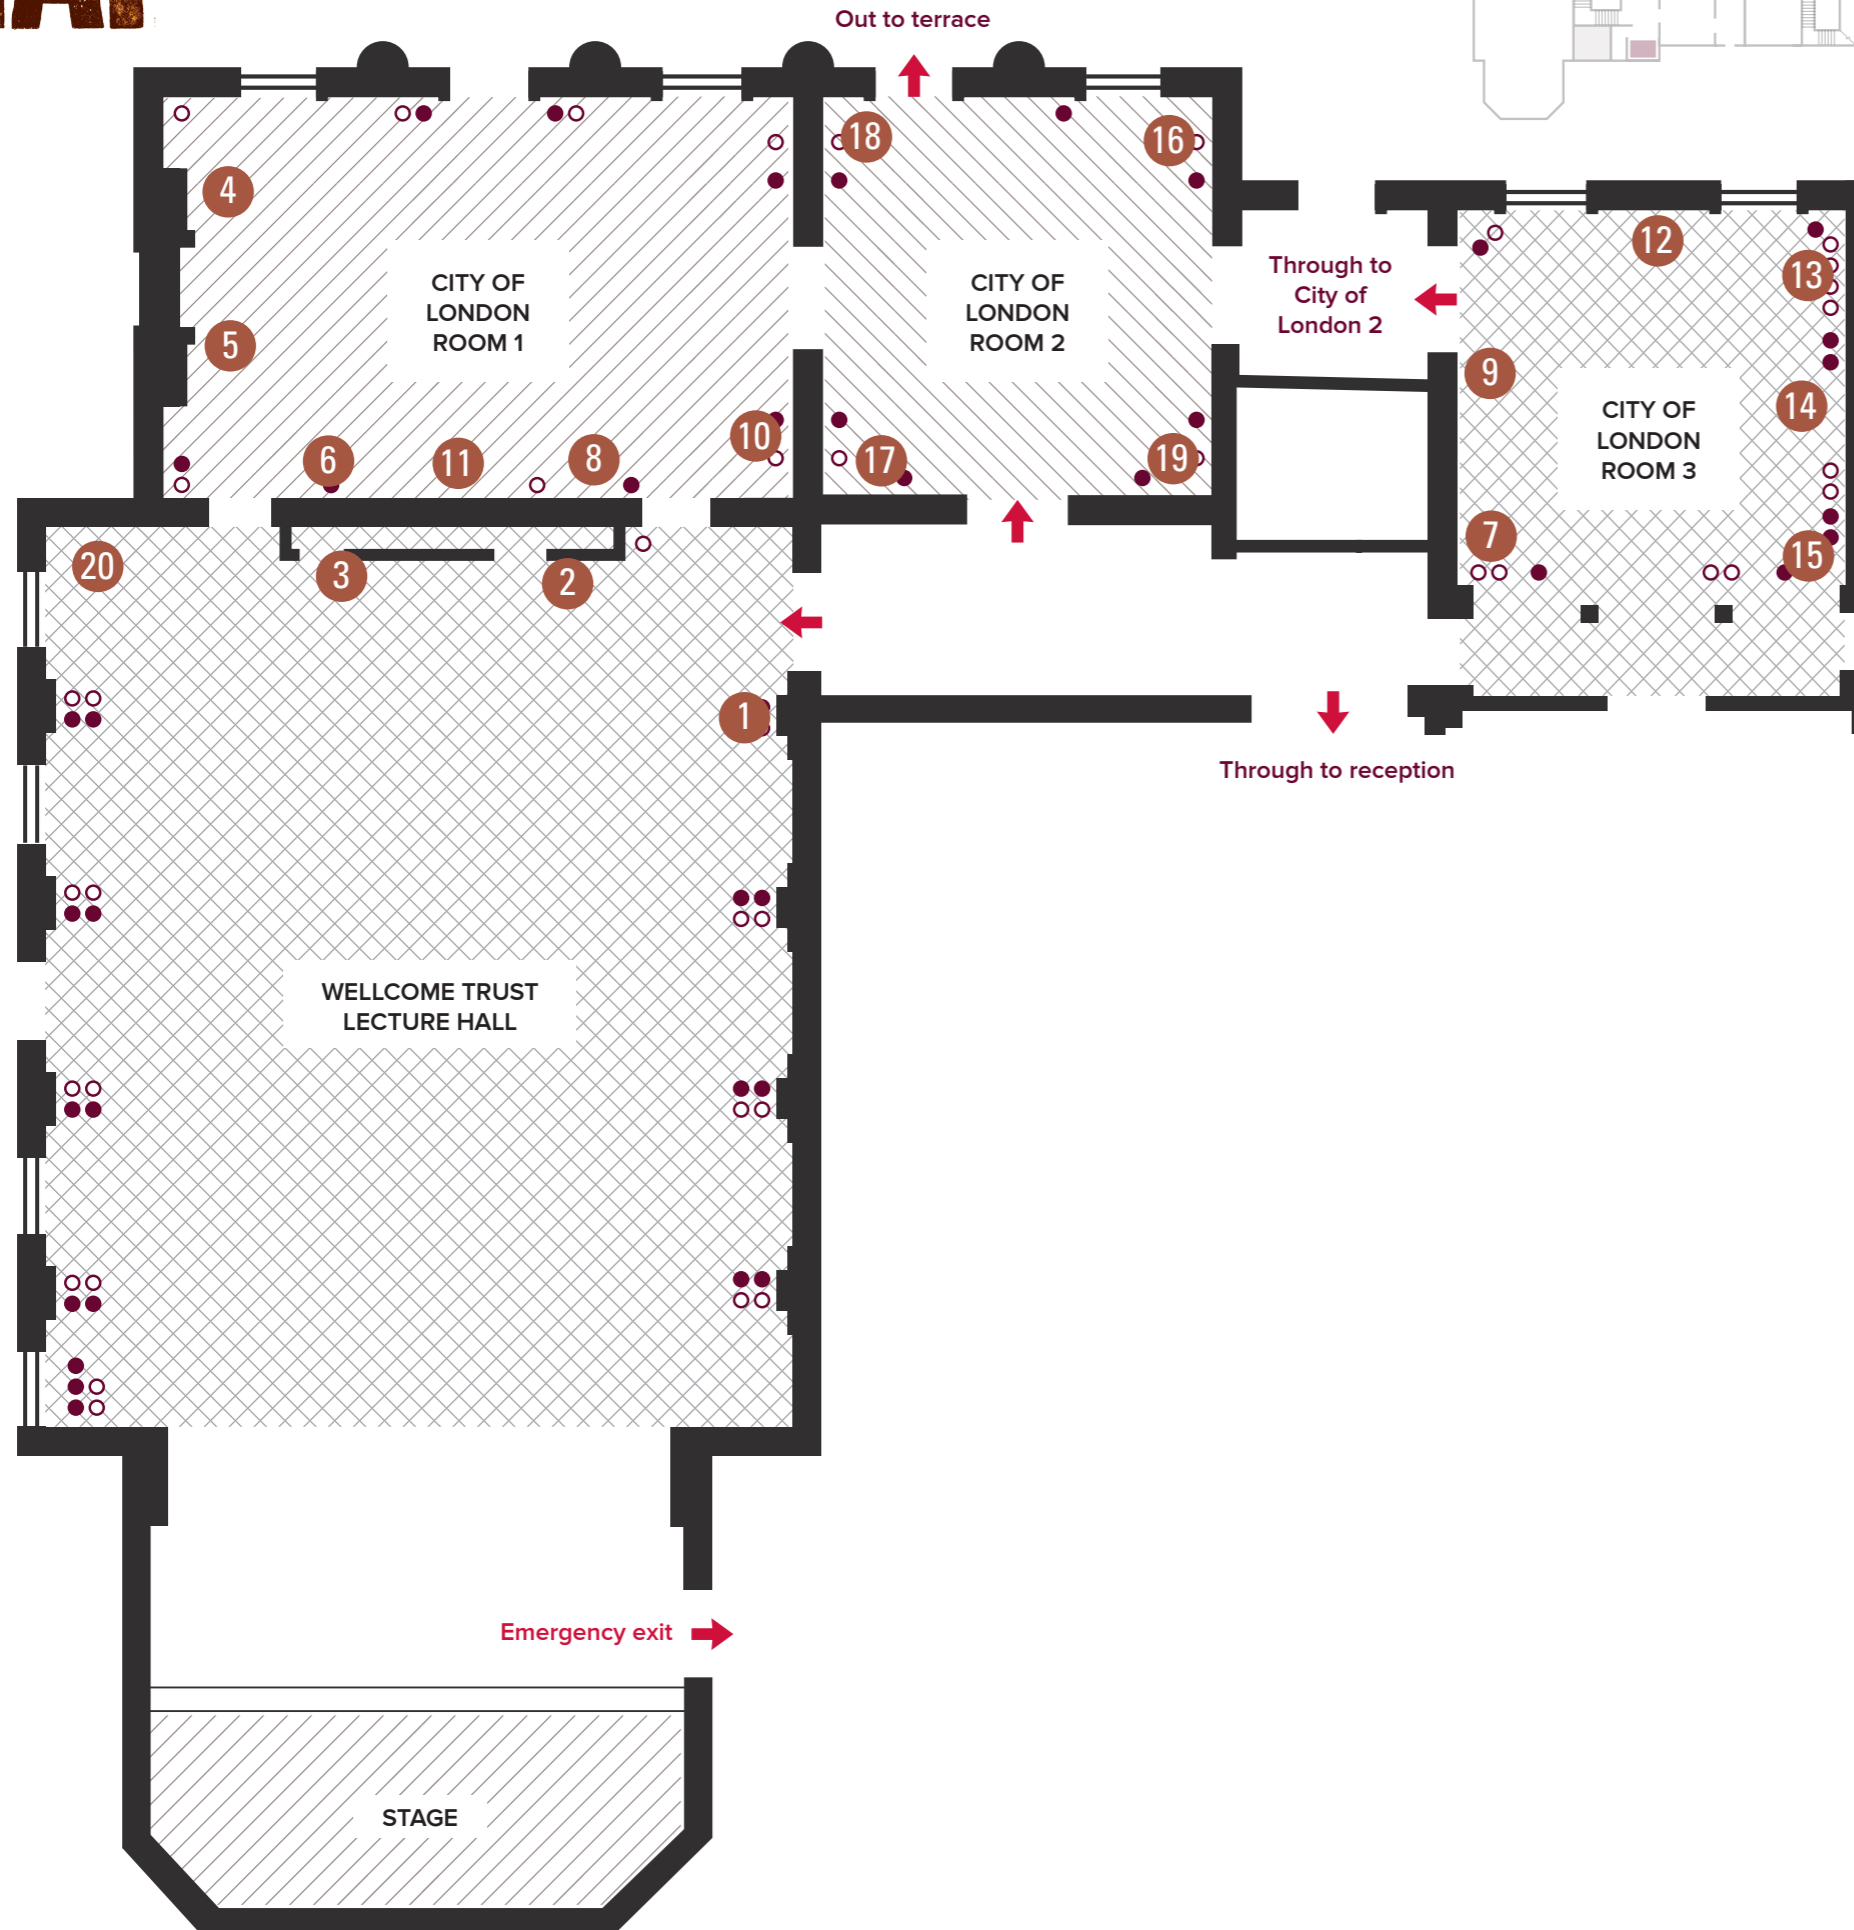 Out to terrace
18
16
4
12
CITY OF
LONDON
ROOM 1
CITY OF
LONDON
ROOM 2
Through to
City of
London 2
13
5
9
CITY OF
LONDON
ROOM 3
14
10
6
11
8
17
19
7
15
20
3
2
1
Through to reception
WELLCOME TRUST
LECTURE HALL
Emergency exit
STAGE